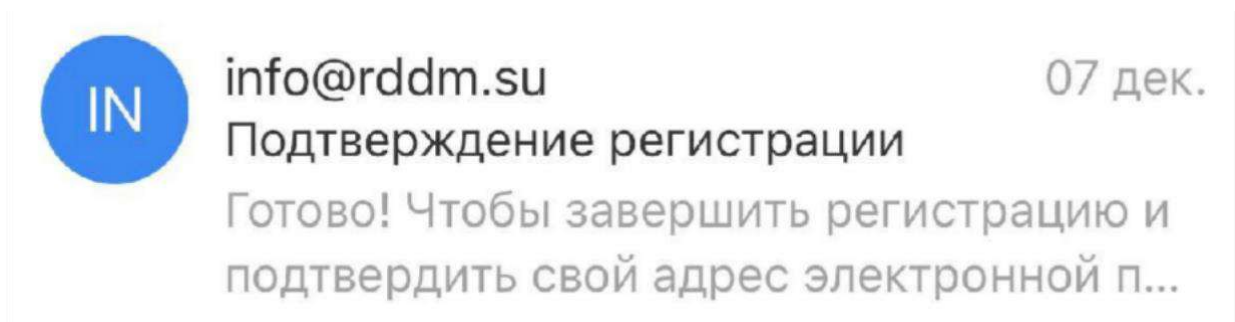 IN
info@rddm.su
07 дек.
Подтверждение регистрации
Готово! Чтобы завершить регистрацию и
подтвердить свой адрес электронной п...